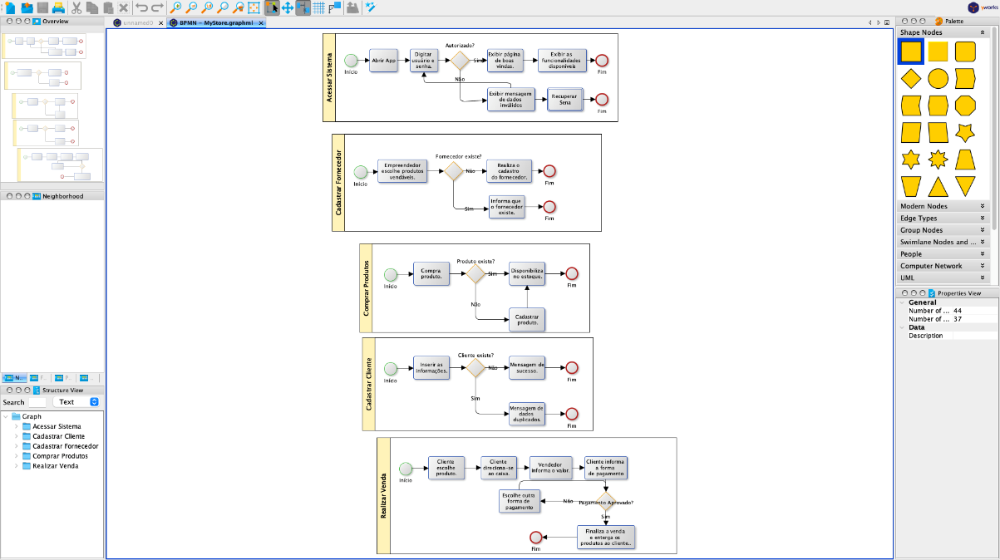 yworks
Overview
unnamed0
BPMN - MyStore.graphml
Palette
Shape Nodes
Modern Nodes
Edge Types
Group Nodes
Swimlane Nodes and ...
People
Computer Network
UML
Neighborhood
N...
F...
P...
Structure View
Search
Text
Graph
Acessar Sistema
Cadastrar Cliente
Cadastrar Fornecedor
Comprar Produtos
Realizar Venda
Properties View
General
Number of ... 44
Number of ... 37
Data
Description
Acessar Sistema
Início
Abrir App
Digitar
usuário e
senha.
Autorizado?
Sim
Não
Exibir página
de boas
vindas.
Exibir as
funcionalidades
disponíveis
Fim
Exibir mensagem
de dados
inválidos
Recuperar
Sena
Fim
Cadastrar Fornecedor
Início
Empreendedor
escolhe produtos
vendáveis.
Fornecedor existe?
Não
Sim
Realiza o
cadastro
do fornecedor.
Fim
Informa que
o fornecedor
existe.
Fim
Comprar Produtos
Início
Compra
produto.
Produto existe?
Sim
Não
Disponibiliza
no estoque.
Fim
Cadastrar
produto.
Cadastrar Cliente
Início
Inserir as
informações.
Cliente existe?
Não
Sim
Mensagem de
sucesso.
Fim
Mensagem de
dados
duplicados.
Fim
Realizar Venda
Início
Cliente
escolhe
produto.
Cliente
direciona-se
ao caixa.
Vendedor
informa o valor.
Cliente informa
a forma
de pagamento
Escolhe outra
forma de
pagamento
Não
Pagamento Aprovado?
Sim
Finaliza a venda
e enterga os
produtos ao cliente..
Fim